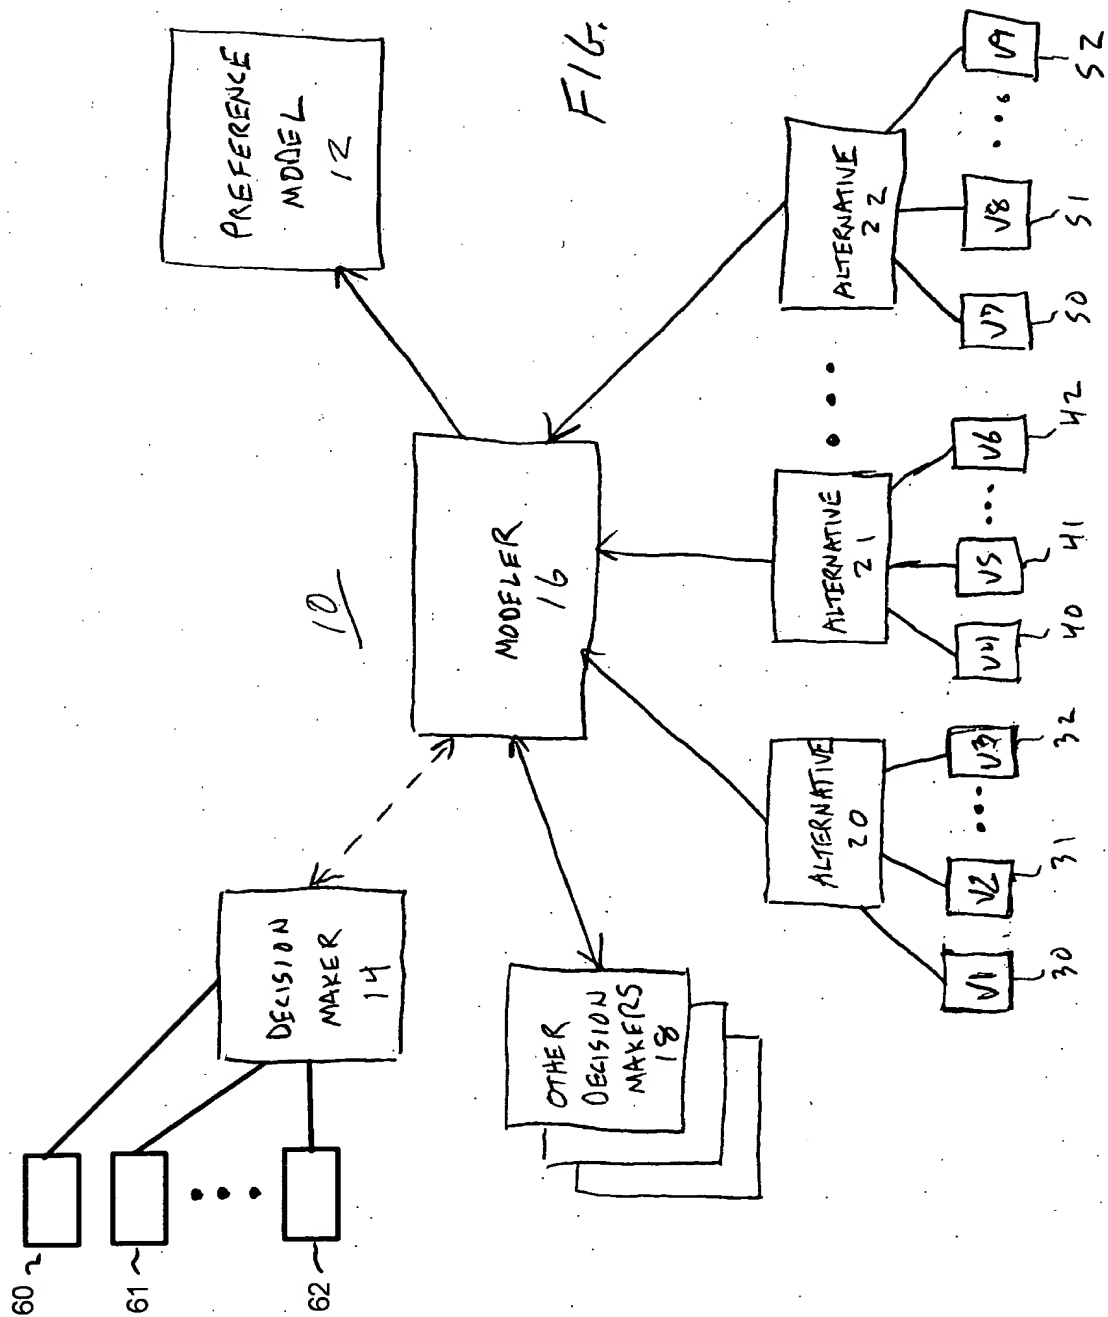 60
61
62
DECISION
MAKER
14
PREFERENCE
MODEL
12
10
OTHER
DECISION
MAKERS
18
MODELER
16
FIG.
ALTERNATIVE
20
ALTERNATIVE
21
ALTERNATIVE
22
V1
V2
V3
V4
V5
V6
V7
V8
V9
30
31
32
40
41
42
50
51
52